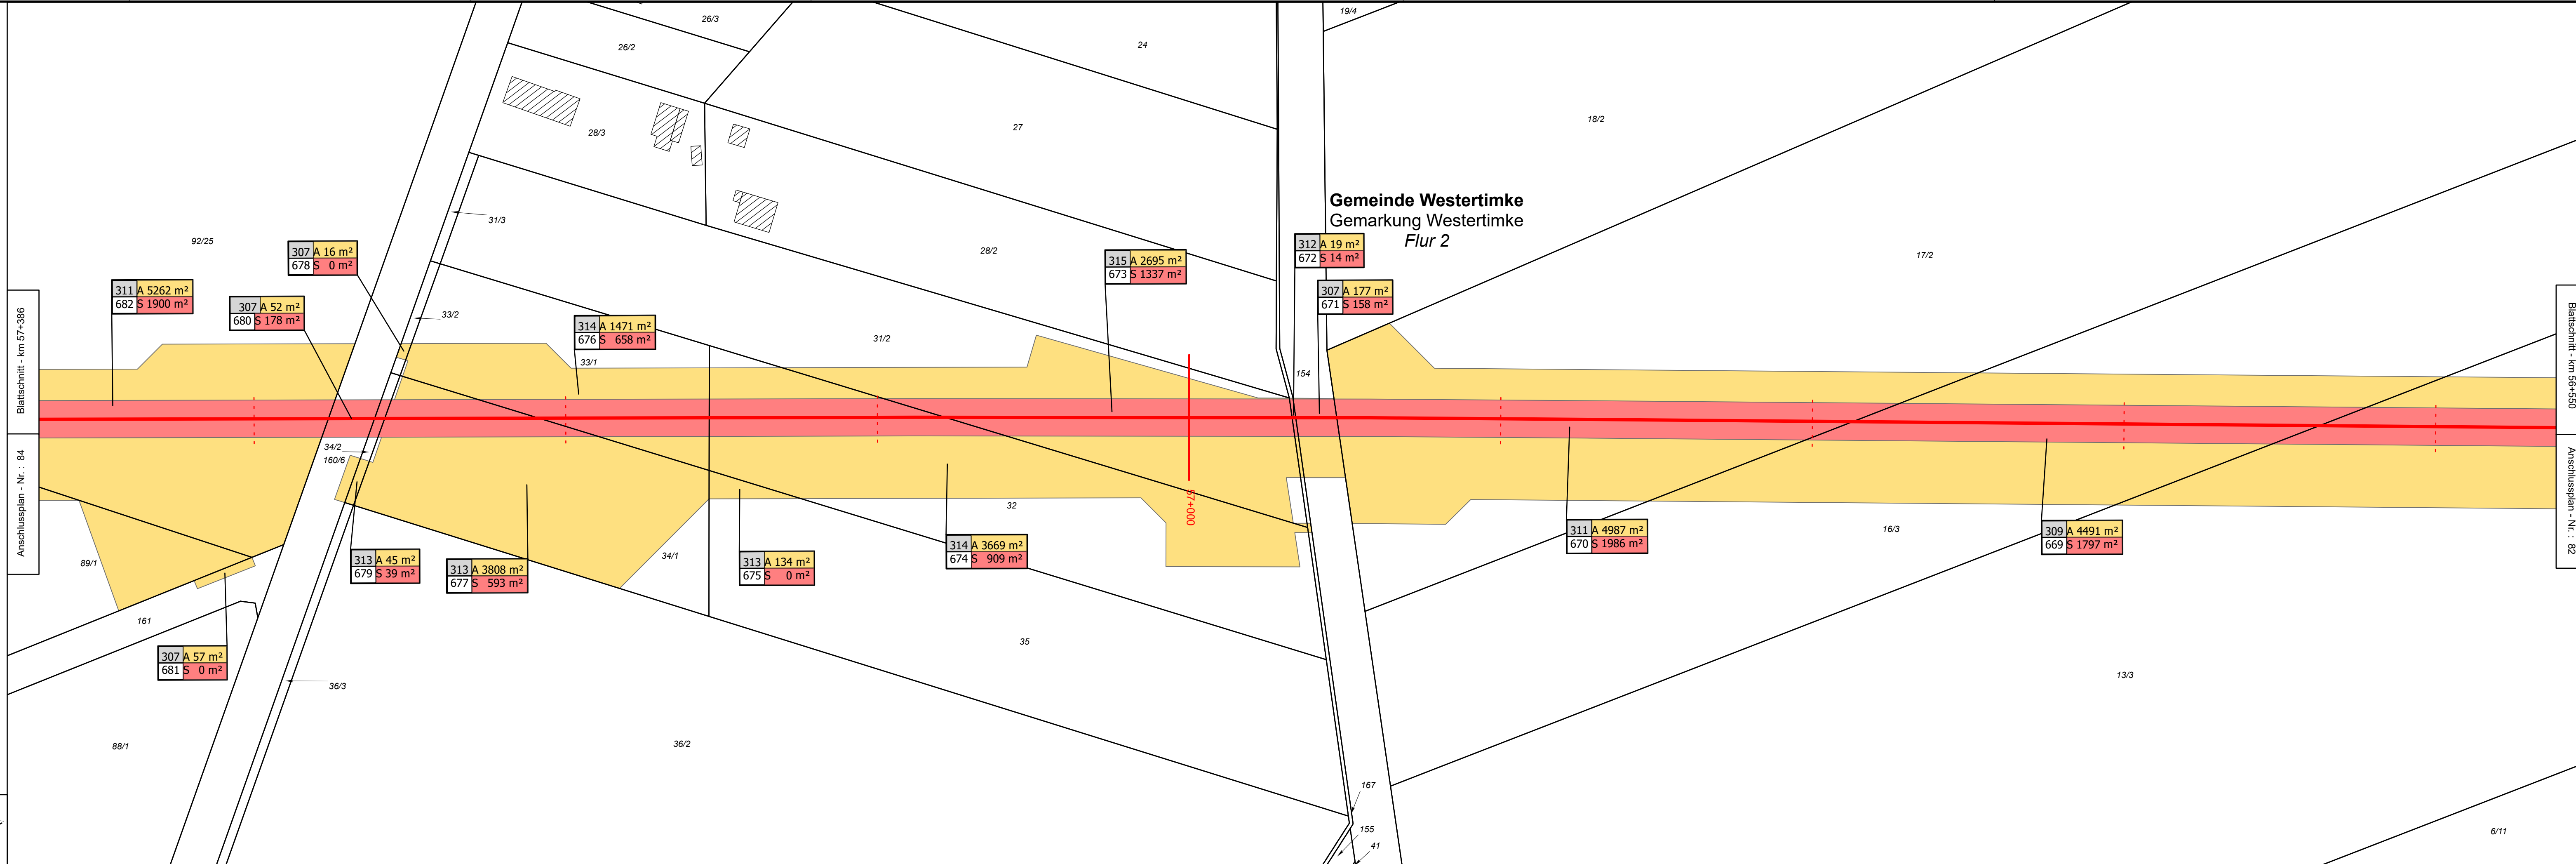 26/3
19/4
26/2
24
28/3
27
18/2
Gemeinde Westertimke
Gemarkung Westertimke
Flur 2
31/3
92/25
28/2
17/2
307 A 16 m²
678 S 0 m²
312 A 19 m²
672 S 14 m²
315 A 2695 m²
673 S 1337 m²
311 A 5262 m²
682 S 1900 m²
307 A 52 m²
680 S 178 m²
307 A 177 m²
671 S 158 m²
33/2
314 A 1471 m²
676 S 658 m²
33/1
31/2
154
Blattschnitt - km 57+386
Anschlussplan - Nr. : 84
Blattschnitt - km 56+550
Anschlussplan - Nr. : 82
34/2
160/6
57+000
32
16/3
311 A 4987 m²
670 S 1986 m²
309 A 4491 m²
669 S 1797 m²
89/1
313 A 45 m²
679 S 39 m²
313 A 3808 m²
677 S 593 m²
34/1
313 A 134 m²
675 S 0 m²
314 A 3669 m²
674 S 909 m²
161
35
307 A 57 m²
681 S 0 m²
36/3
13/3
88/1
36/2
167
155
41
6/11